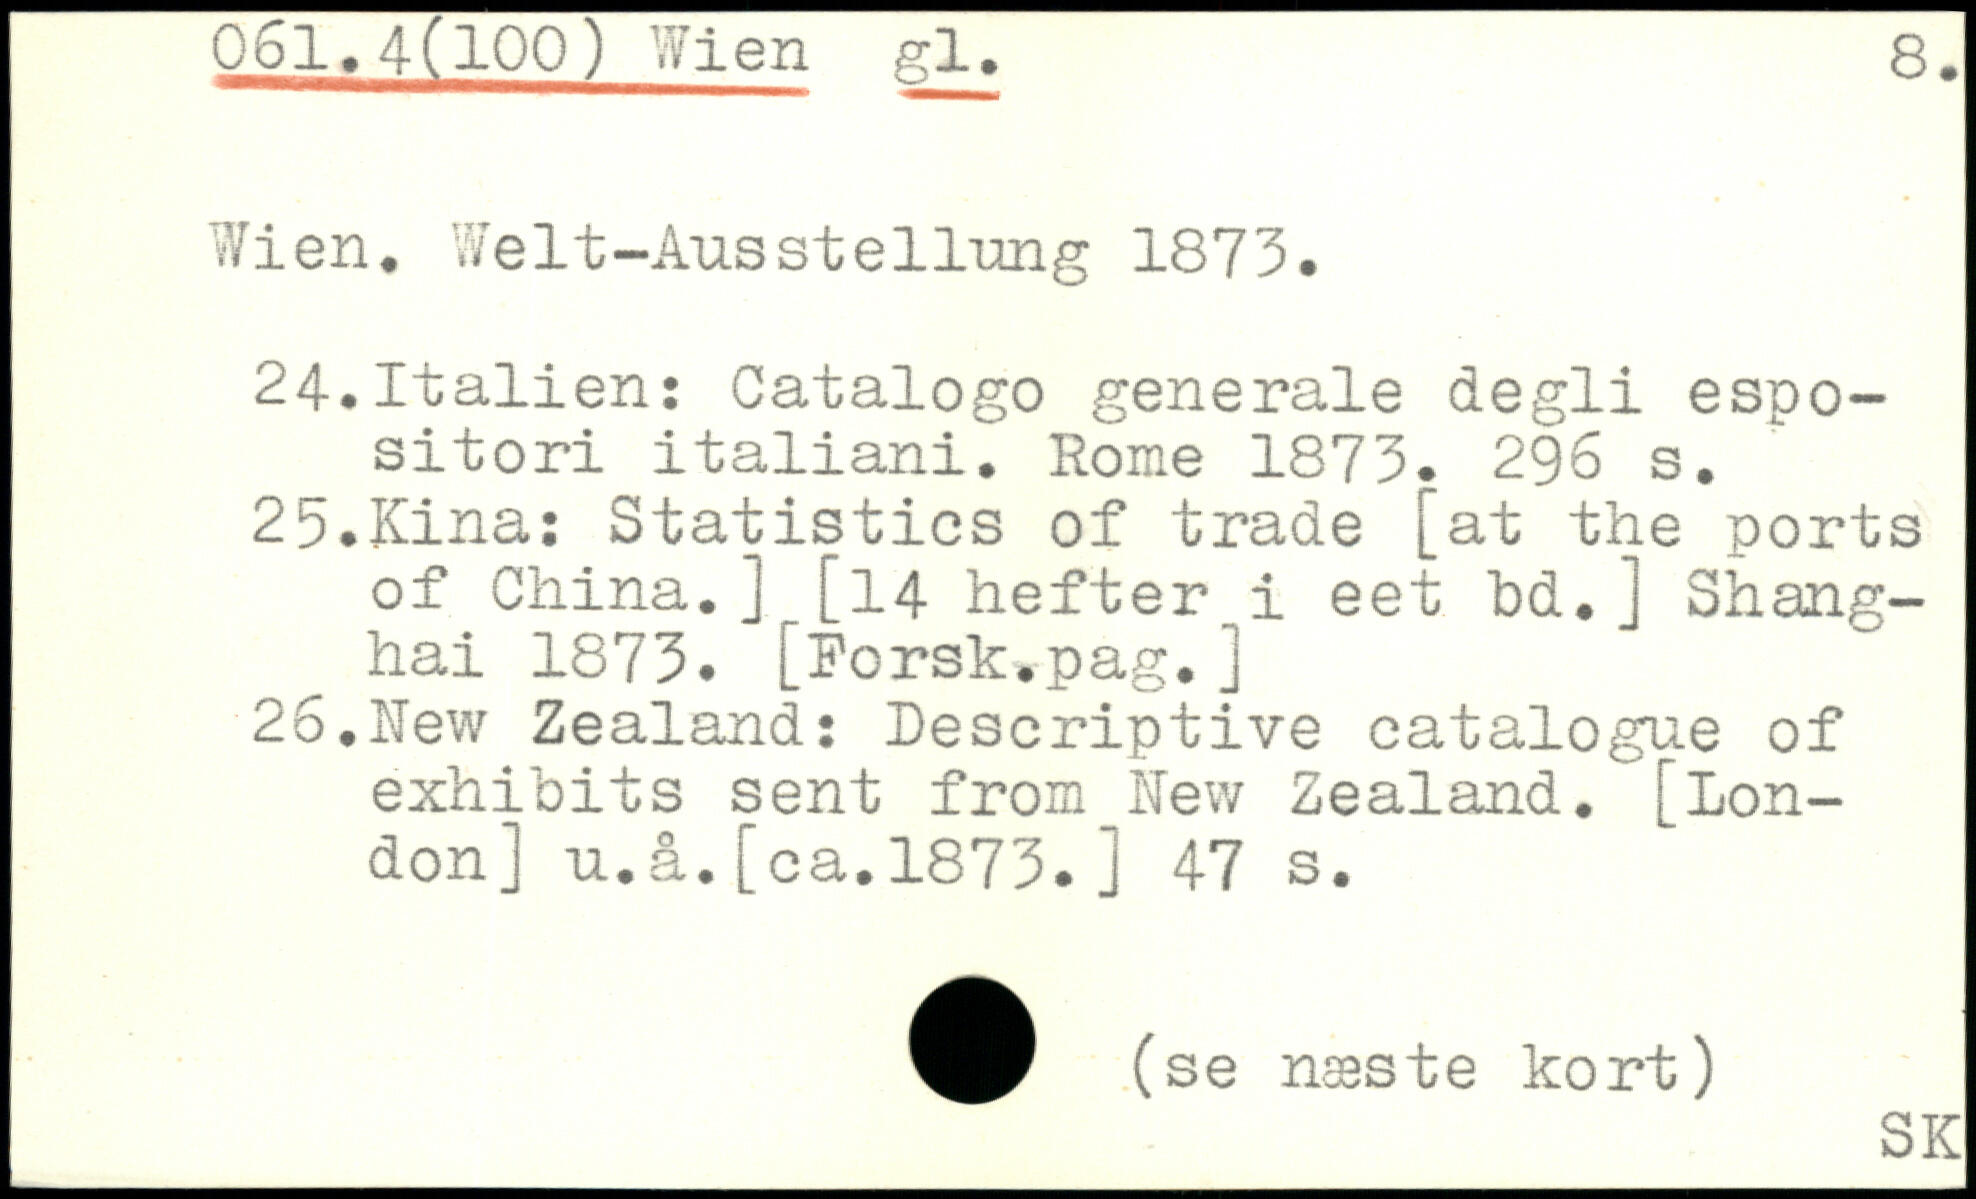 061.4(100) Wien gl. 8.
Wien. Welt-Ausstellung 1873.
24.Italien: Catalogo generale degli espo-
sitori italiani. Rome 1873. 296 s.
25.Kina: Statistics of trade [at the ports
of China.] [14 hefter i eet bd.] Shang-
hai 1873. [Forsk.pag.]
26.New Zealand: Descriptive catalogue of
exhibits sent from New Zealand. [Lon-
don] u.å.[ca.1873.] 47 s.
(se næste kort)
SK